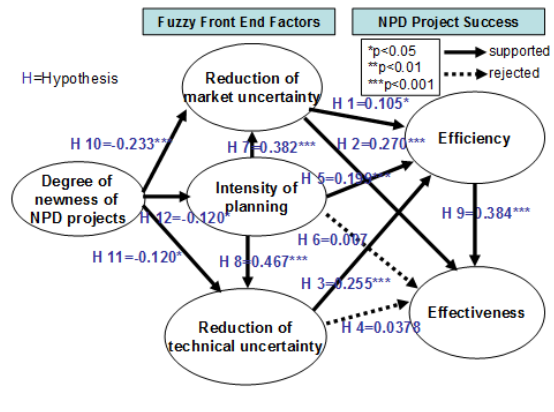 Fuzzy Front End Factors
NPD Project Success
H=Hypothesis
*p<0.05
**p<0.01
***p<0.001
supported
rejected
Reduction of
market uncertainty
H 1=0.105*
H 10=-0.233***
H 7=0.382***
H 2=0.270***
Efficiency
Degree of
newness of
NPD projects
Intensity of
planning
H 5=0.199***
H 12=-0.120*
H 9=0.384***
H 6=0.007
H 11=-0.120*
H 8=0.467***
H 3=0.255***
Effectiveness
Reduction of
technical uncertainty
H 4=0.0378